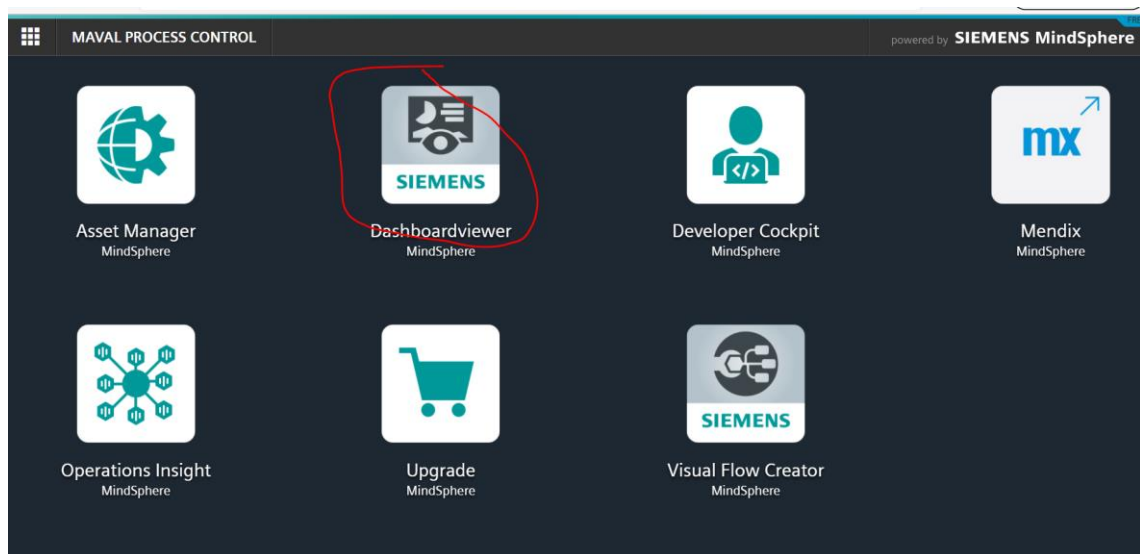 MAVAL PROCESS CONTROL
powered by SIEMENS MindSphere
SIEMENS
</>
mx
Asset Manager
MindSphere
Dashboardviewer
MindSphere
Developer Cockpit
MindSphere
Mendix
MindSphere
SIEMENS
Operations Insight
MindSphere
Upgrade
MindSphere
Visual Flow Creator
MindSphere